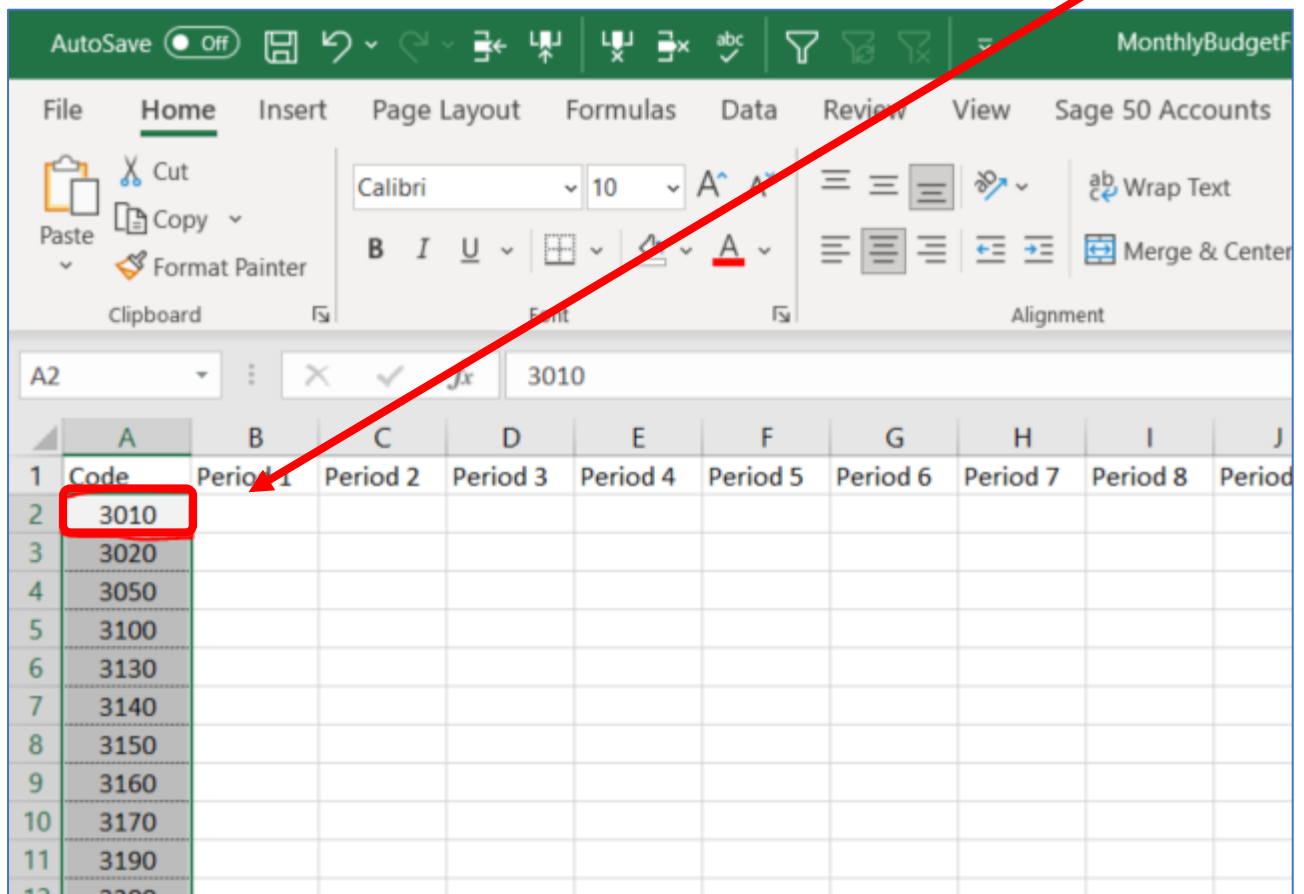 AutoSave Off abc MonthlyBudgetF
File Home Insert Page Layout Formulas Data Review View Sage 50 Accounts
Cut
Copy
Paste
Format Painter
Clipboard
Calibri 10 A A
B I U A
Font
ab Wrap Text
Merge & Center
Alignment
A2 fx 3010
A B C D E F G H I J
1 Code Period 1 Period 2 Period 3 Period 4 Period 5 Period 6 Period 7 Period 8 Period
2 3010
3 3020
4 3050
5 3100
6 3130
7 3140
8 3150
9 3160
10 3170
11 3190